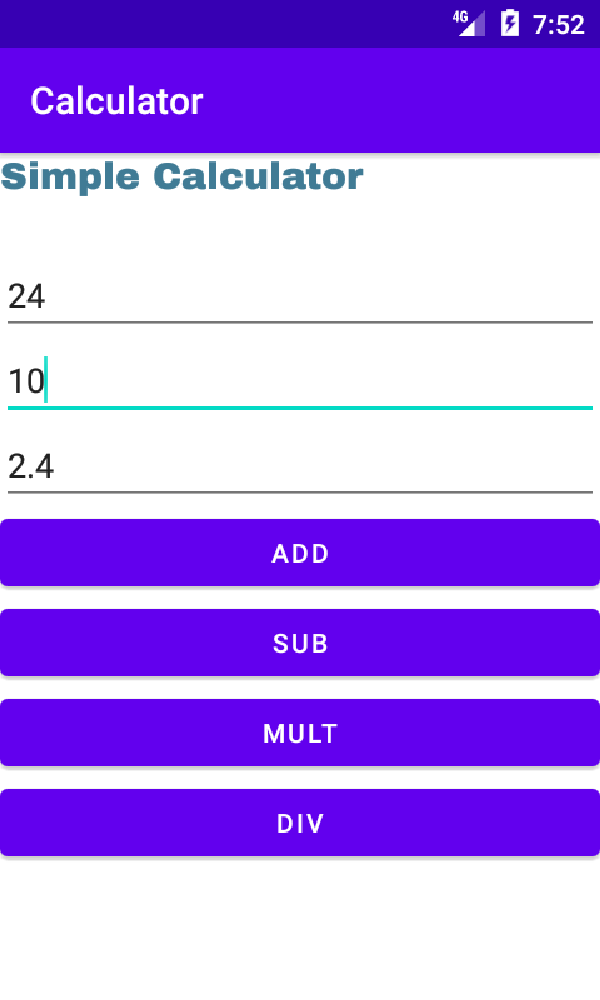 4G 7:52
Calculator
Simple Calculator
24
10
2.4
ADD
SUB
MULT
DIV